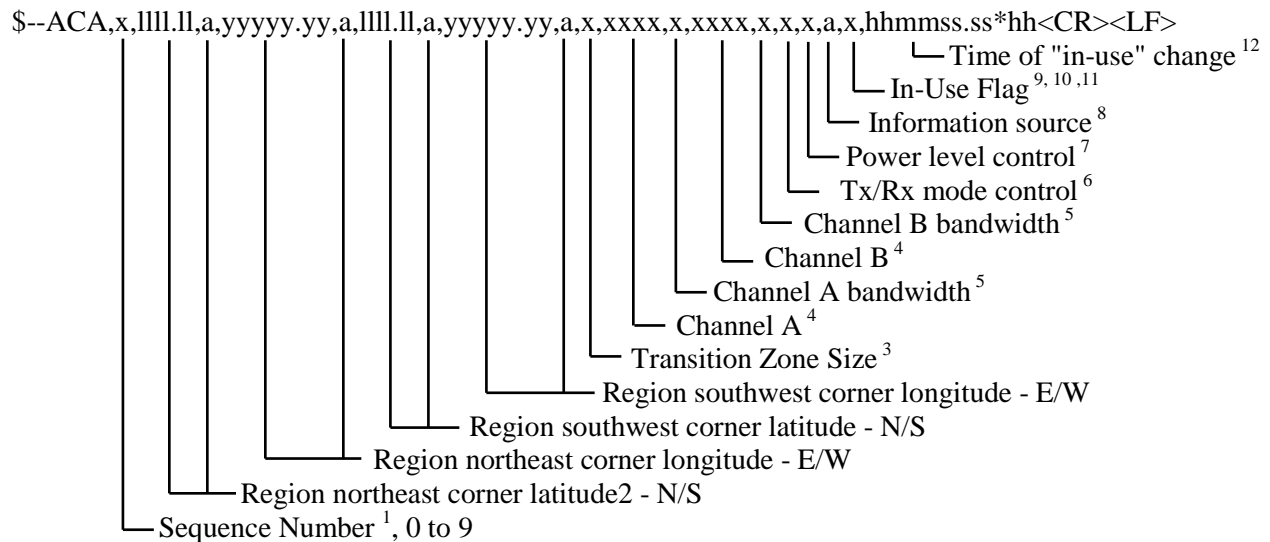 $--ACA,x,llll.ll,a,yyyyy.yy,a,llll.ll,a,yyyyy.yy,a,x,xxxx,x,xxxx,x,x,x,a,x,hhmmss.ss*hh<CR><LF>
Time of "in-use" change 12
In-Use Flag 9, 10 ,11
Information source 8
Power level control 7
Tx/Rx mode control 6
Channel B bandwidth 5
Channel B 4
Channel A bandwidth 5
Channel A 4
Transition Zone Size 3
Region southwest corner longitude - E/W
Region southwest corner latitude - N/S
Region northeast corner longitude - E/W
Region northeast corner latitude2 - N/S
Sequence Number 1, 0 to 9